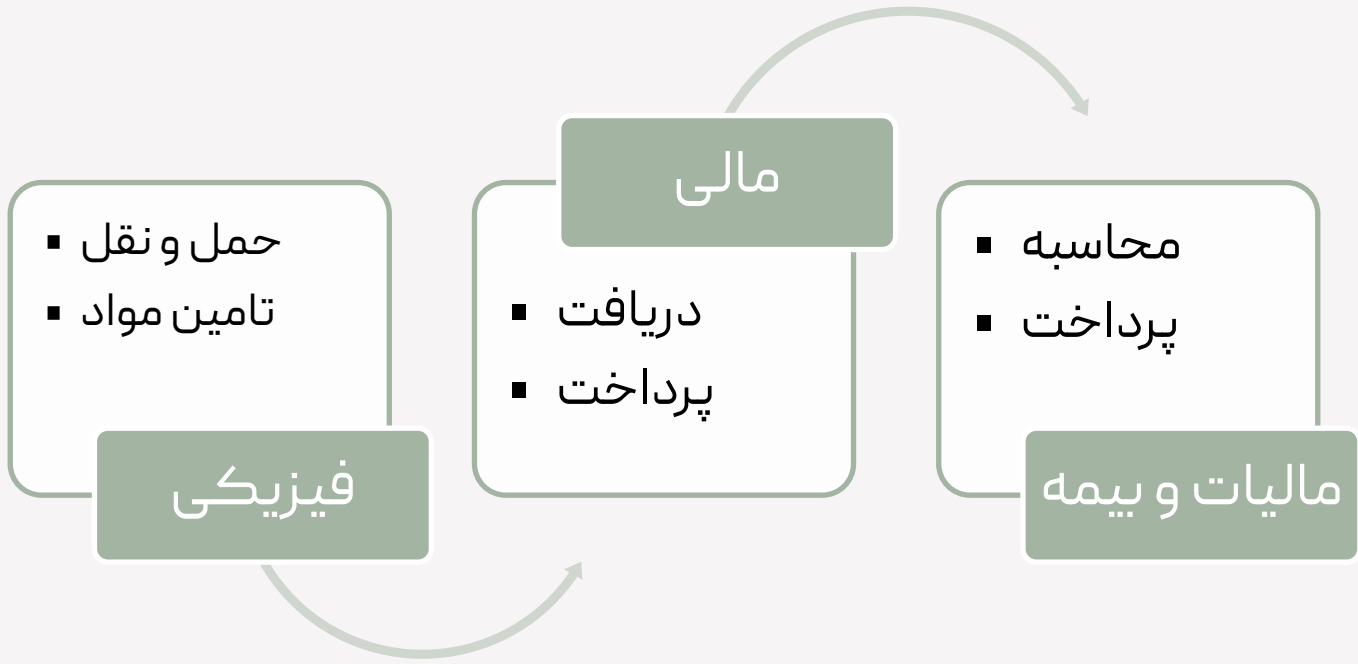 ▪ حمل و نقل
▪ تامین مواد
فیزیکی
مالی
▪ دریافت
▪ پرداخت
▪ محاسبه
▪ پرداخت
مالیات و بیمه